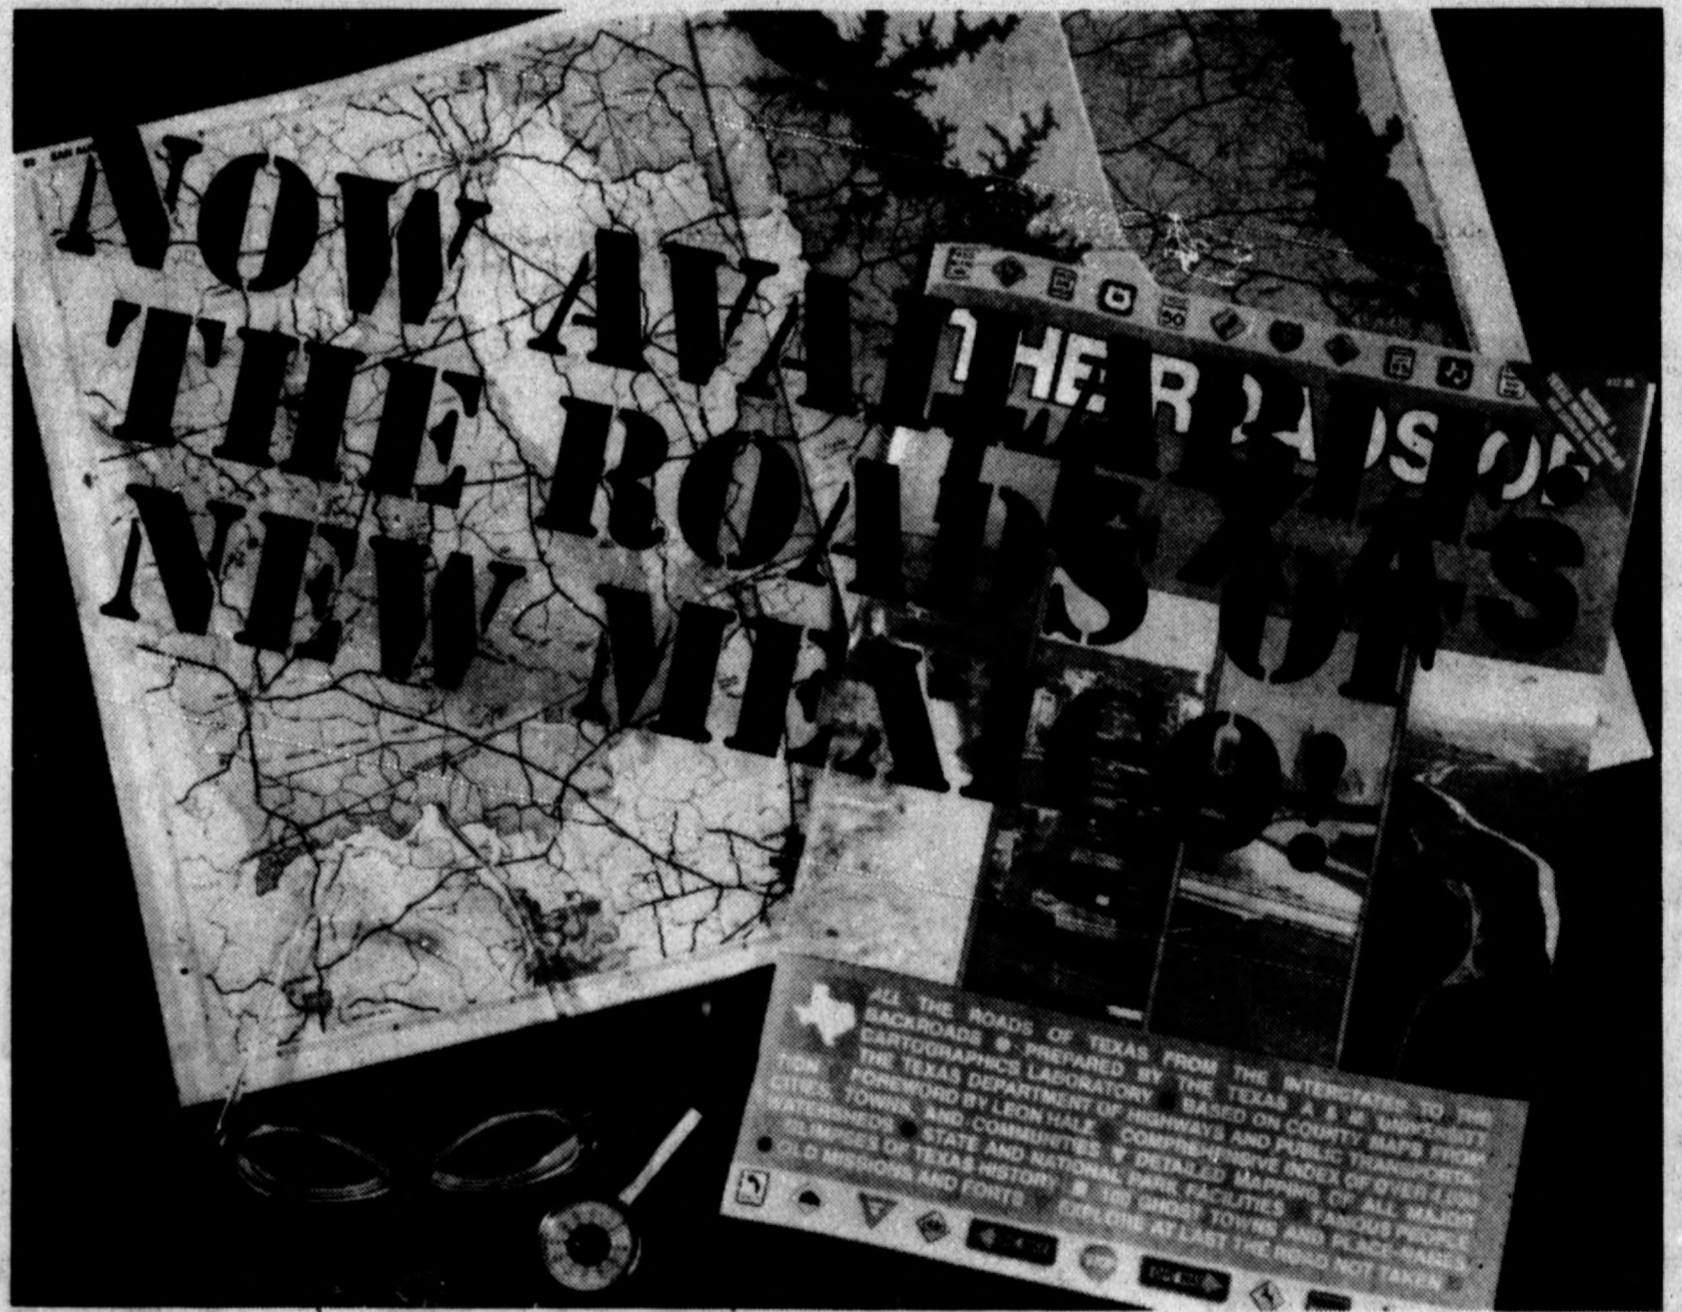 NOW AVAILABLE
THE ROADS OF
NEW MEXICO!
THE ROADS OF
TEXAS
50
ALL THE ROADS OF TEXAS FROM THE INTERSTATES TO THE
BACKROADS • PREPARED BY THE TEXAS A & M UNIVERSITY
CARTOGRAPHICS LABORATORY BASED ON COUNTY MAPS FROM
THE TEXAS DEPARTMENT OF HIGHWAYS AND PUBLIC TRANSPORTA-
TION FOREWORD BY LEON HALE COMPREHENSIVE INDEX OF OVER
CITIES, TOWNS, AND COMMUNITIES DETAILED MAPPING OF ALL MAJOR
WATERSHEDS • STATE AND NATIONAL PARK FACILITIES FAMOUS PEOPLE
GLIMPSES OF TEXAS HISTORY GHOST TOWNS AND PLACE-NAMES
• OLD MISSIONS AND FORTS EXPLORE AT LAST THE ROAD NOT TAKEN